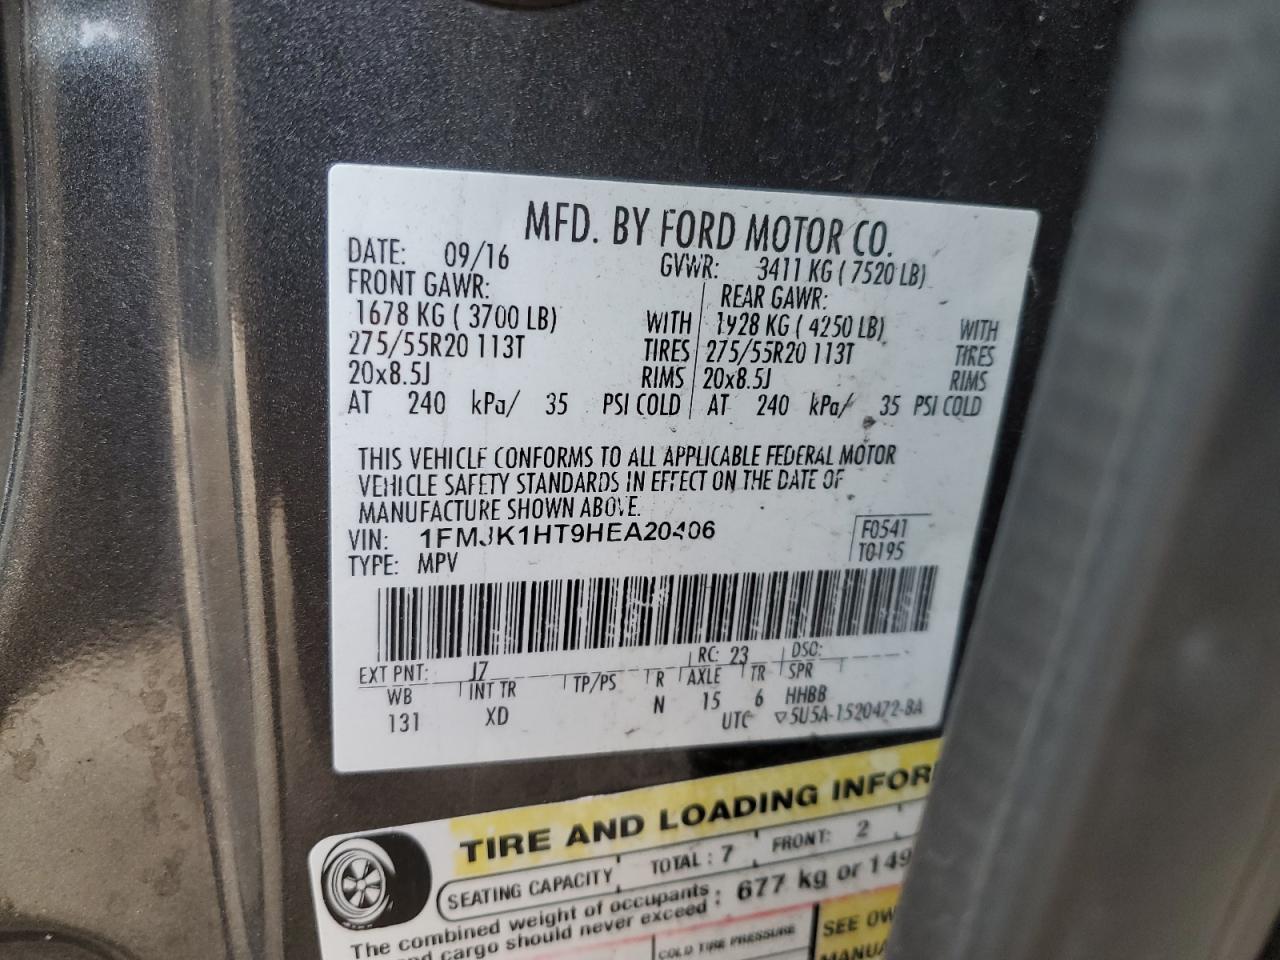 MFD. BY FORD MOTOR CO.
DATE: 09/16 GVWR: 3411 KG ( 7520 LB)
FRONT GAWR: REAR GAWR:
1678 KG ( 3700 LB) WITH 1928 KG ( 4250 LB) WITH
275/55R20 113T TIRES 275/55R20 113T TIRES
20x8.5J RIMS 20x8.5J RIMS
AT 240 kPa/ 35 PSI COLD AT 240 kPa/ 35 PSI COLD
THIS VEHICLE CONFORMS TO ALL APPLICABLE FEDERAL MOTOR
VEHICLE SAFETY STANDARDS IN EFFECT ON THE DATE OF
MANUFACTURE SHOWN ABOVE.
VIN: 1FMJK1HT9HEA20406 F0541
TYPE: MPV T0195
EXT PNT: J7 RC: 23 DSO:
WB INT TR TP/PS R AXLE TR SPR
131 XD N 15 6 HHBB
UTC ▽5U5A-1520472-BA
TIRE AND LOADING
SEATING CAPACITY TOTAL : 7 FRONT: 2
The combined weight of occupants : 677 kg or
cargo should never exceed
COLD TIRE PRESSURE
SEE